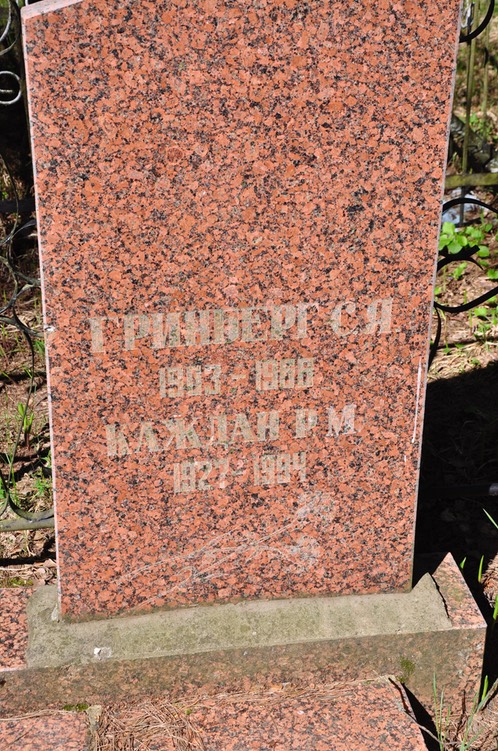 ГРИНБЕРГ С.Я.
1903 - 1986
КАЖДАН Р.М.
1927 - 1994